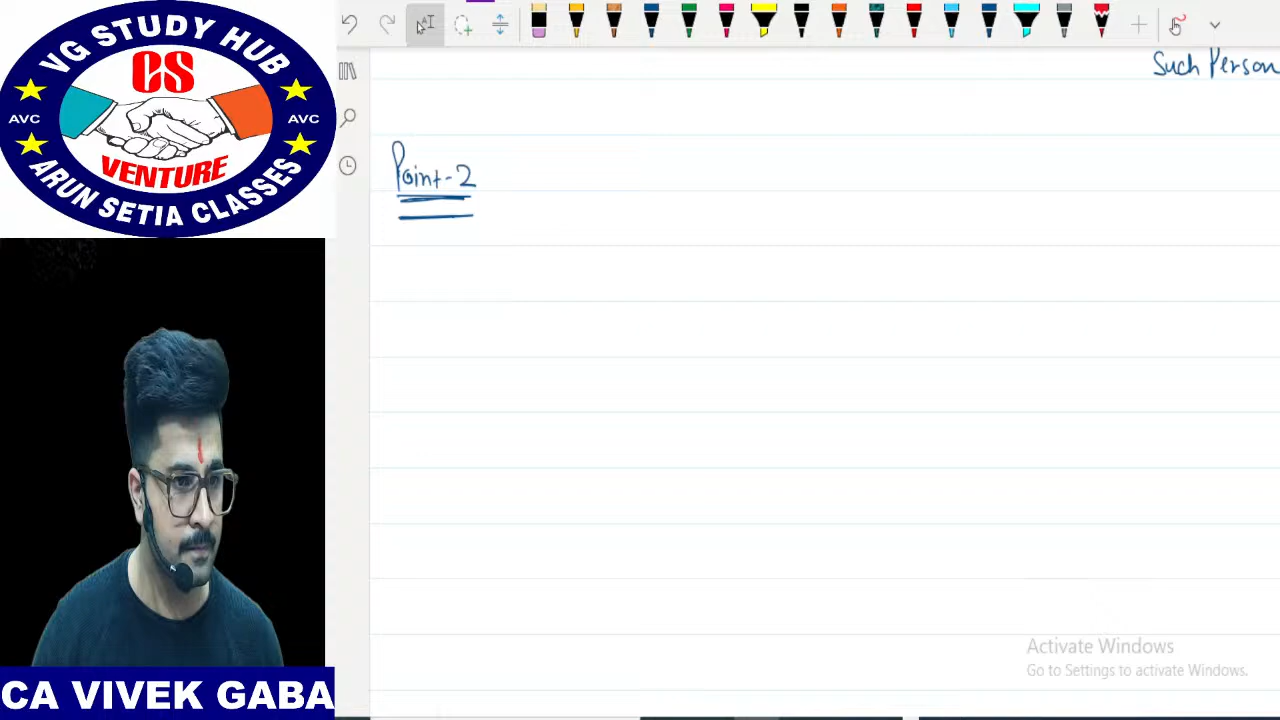 VG STUDY HUB
CS
AVC
AVC
VENTURE
ARUN SETIA CLASSES
Such Person
Point-2
Activate Windows
Go to Settings to activate Windows.
CA VIVEK GABA